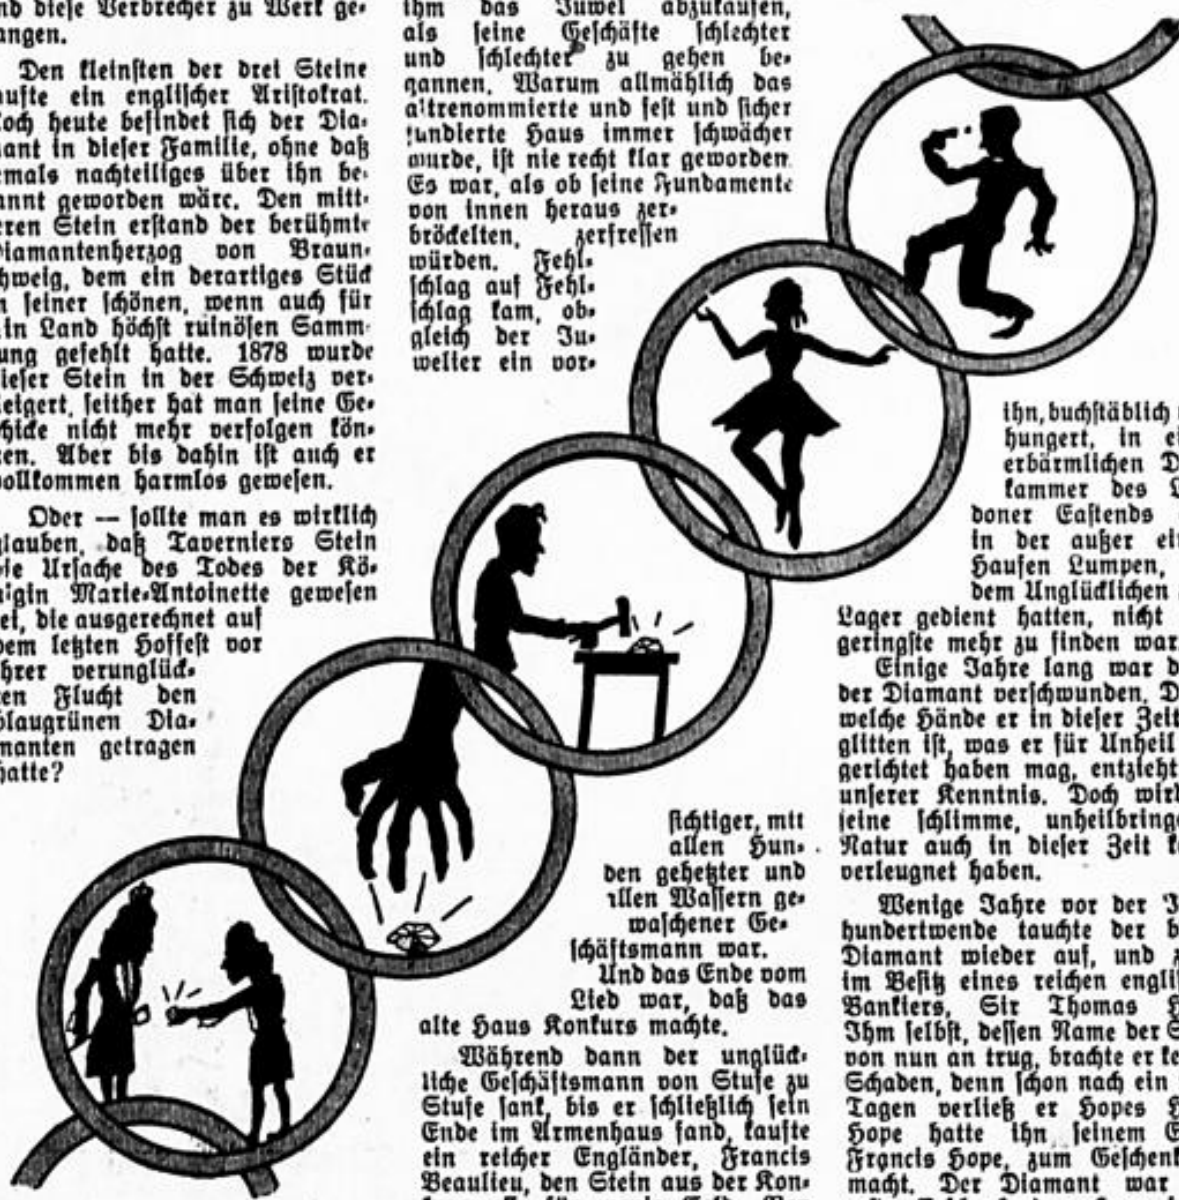 nd diese Verbrecher zu Werk ge-
angen.
Den kleinsten der drei Steine
aufte ein englischer Aristokrat.
och heute befindet sich der Dia-
ant in dieser Familie, ohne daß
emals nachteiliges über ihn be-
annt geworden wäre. Den mitt-
eren Stein erstand der berühmte
iamantenherzog von Braun-
hweig, dem ein derartiges Stück
n seiner schönen, wenn auch für
in Land höchst ruinösen Samm-
ung gefehlt hatte. 1878 wurde
ieser Stein in der Schweiz ver-
eigert, seither hat man seine Ge-
hicke nicht mehr verfolgen kön-
en. Aber bis dahin ist auch er
ollkommen harmlos gewesen.
Oder — sollte man es wirklich
glauben, daß Taverniers Stein
ie Ursache des Todes der Kö-
nigin Marie-Antoinette gewesen
ei, die ausgerechnet auf
em letzten Hoffest vor
hrer verunglück-
en Flucht den
blaugrünen Dia-
manten getragen
hatte?
ihm das Juwel abzukaufen,
als seine Geschäfte schlechter
und schlechter zu gehen be-
gannen. Warum allmählich das
altrenommierte und fest und sicher
fundierte Haus immer schwächer
wurde, ist nie recht klar geworden.
Es war, als ob seine Fundamente
von innen heraus zer-
bröckelten, zerfressen
würden. Fehl-
schlag auf Fehl-
schlag kam, ob-
gleich der Ju-
welier ein vor-
sichtiger, mit
allen Hun-
den gehetzter und
allen Wassern ge-
waschener Ge-
schäftsmann war.
Und das Ende vom
Lied war, daß das
alte Haus Konkurs machte.
Während dann der unglück-
liche Geschäftsmann von Stufe zu
Stufe sank, bis er schließlich sein
Ende im Armenhaus fand, kaufte
ein reicher Engländer, Francis
Beaulieu, den Stein aus der Kon-
ihn, buchstäblich
hungert, in ei
erbärmlichen D
kammer des L
doner Eastends
in der außer ei
Haufen Lumpen,
dem Unglücklichen
Lager gedient hatten, nicht
geringste mehr zu finden war
Einige Jahre lang war d
der Diamant verschwunden. D
welche Hände er in dieser Zeit
glitten ist, was er für Unheil
gerichtet haben mag, entzieht
unserer Kenntnis. Doch wird
seine schlimme, unheilbringe
Natur auch in dieser Zeit k
verleugnet haben.
Wenige Jahre vor der J
hundertwende tauchte der b
Diamant wieder auf, und z
im Besitz eines reichen engli
Bankiers, Sir Thomas H
Ihm selbst, dessen Name der S
von nun an trug, brachte er ke
Schaden, denn schon nach ein
Tagen verließ er Hopes H
Hope hatte ihn seinem E
Francis Hope, zum Geschenk
macht. Der Diamant war